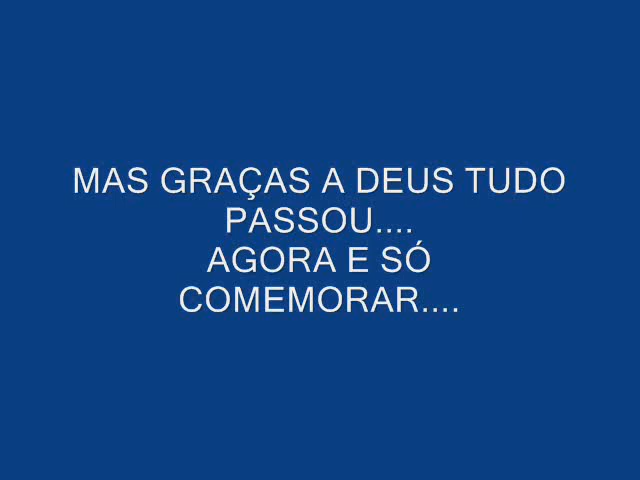 MAS GRAÇAS A DEUS TUDO
PASSOU....
AGORA E SÓ
COMEMORAR....